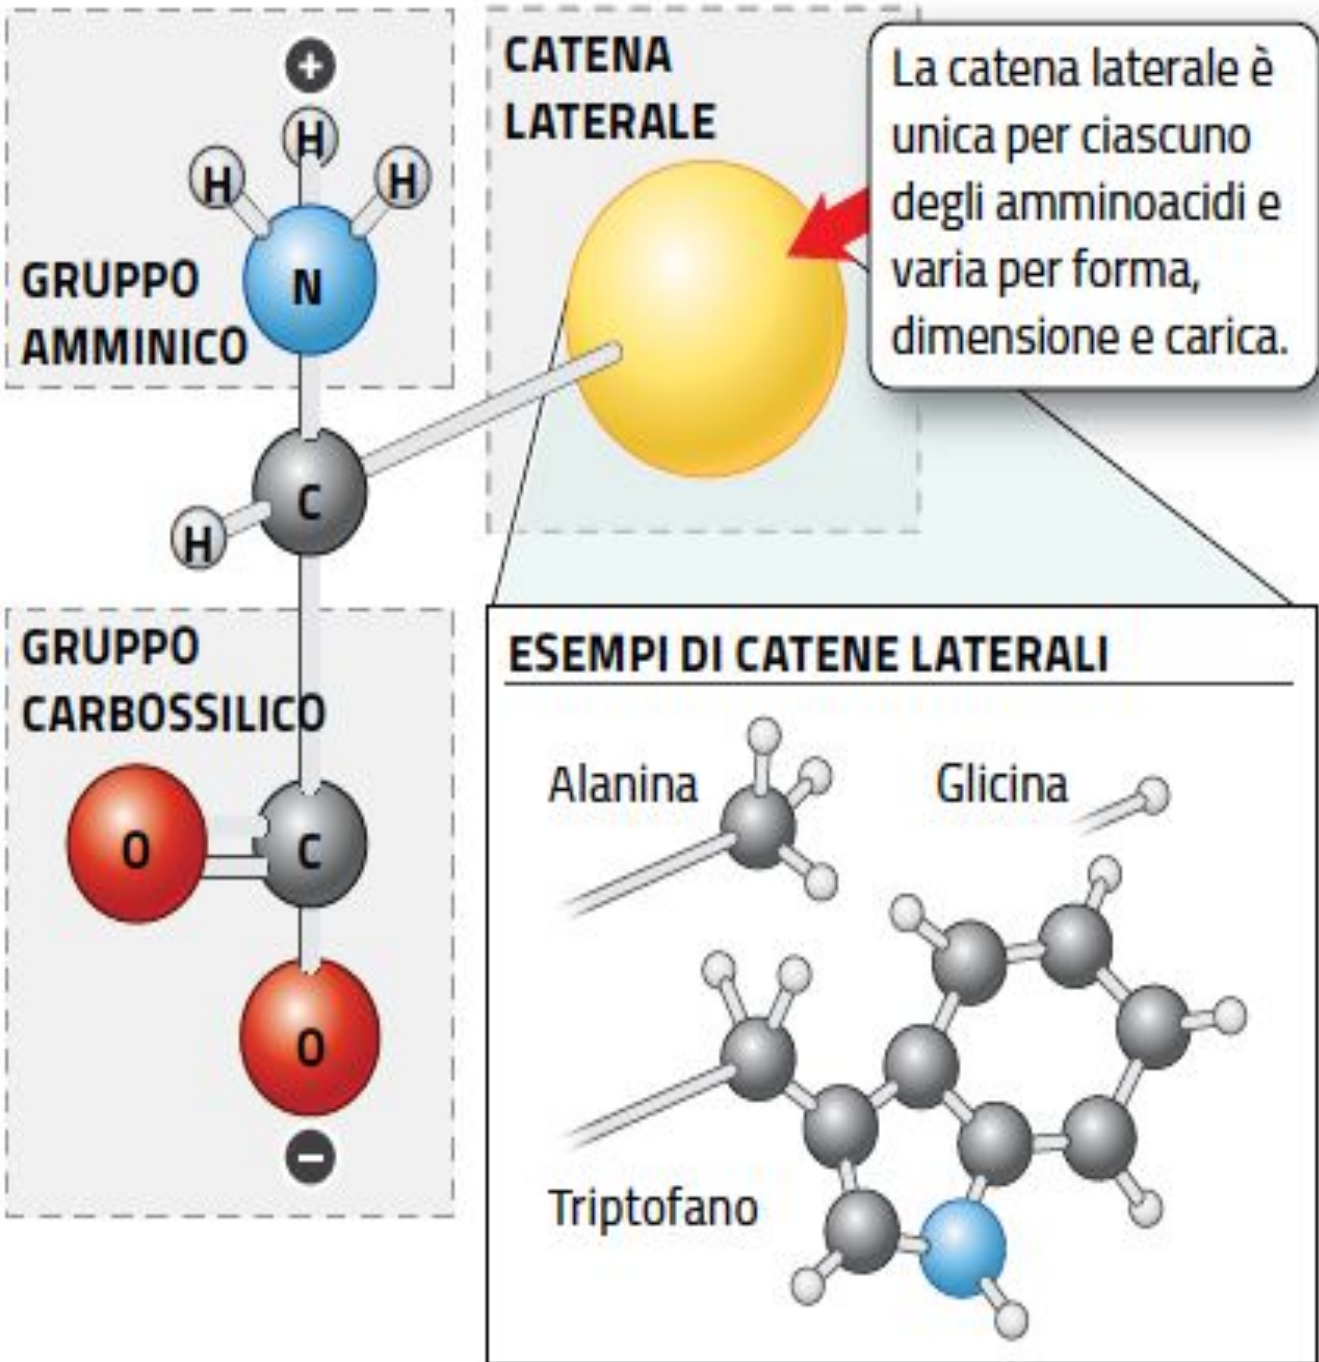 +
H
H
H
N
GRUPPO
AMMINICO
C
H
CATENA
LATERALE
La catena laterale è
unica per ciascuno
degli amminoacidi e
varia per forma,
dimensione e carica.
GRUPPO
CARBOSSILICO
O
C
O
−
ESEMPI DI CATENE LATERALI
Alanina
Glicina
Triptofano